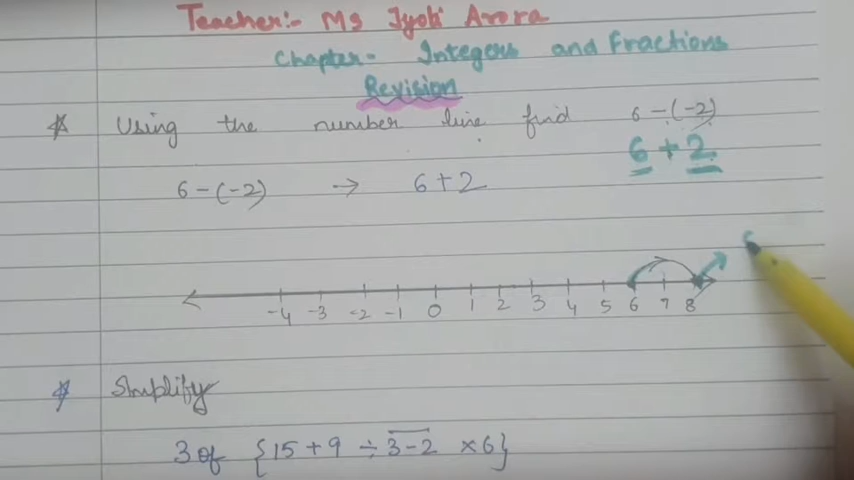 Teacher:- Ms Jyoti Arora
Chapter- Integers and Fractions
Revision
* Using the number line find 6 - (-2)
6 + 2
6 - (-2) → 6 + 2
-4 -3 -2 -1 0 1 2 3 4 5 6 7 8
* Simplify
3 of {15 + 9 ÷ 3 - 2 × 6}